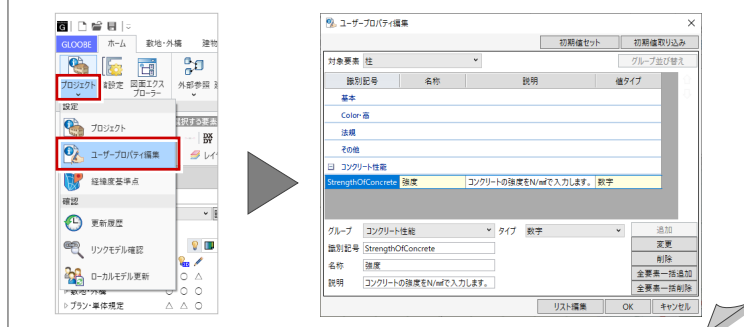 GLOOBE ホーム 敷地・外構 建物
プロジェクト 図面エクス 外部参照
プローラー
設定
プロジェクト
ユーザープロパティ編集
経緯度基準点
確認
更新履歴
リンクモデル確認
ローカルモデル更新
敷地・外構
プラン・単体規定
ユーザープロパティ編集
初期値セット 初期値取り込み
対象要素 柱 グループ並び替え
識別記号 名称 説明 値タイプ
基本
Color・高
法規
その他
コンクリート性能
StrengthOfConcrete 強度 コンクリートの強度をN/㎟で入力します。 数字
グループ コンクリート性能 タイプ 数字 追加
識別記号 StrengthOfConcrete 変更
名称 強度 削除
全要素一括追加
説明 コンクリートの強度をN/㎟で入力します。 全要素一括削除
リスト編集 OK キャンセル